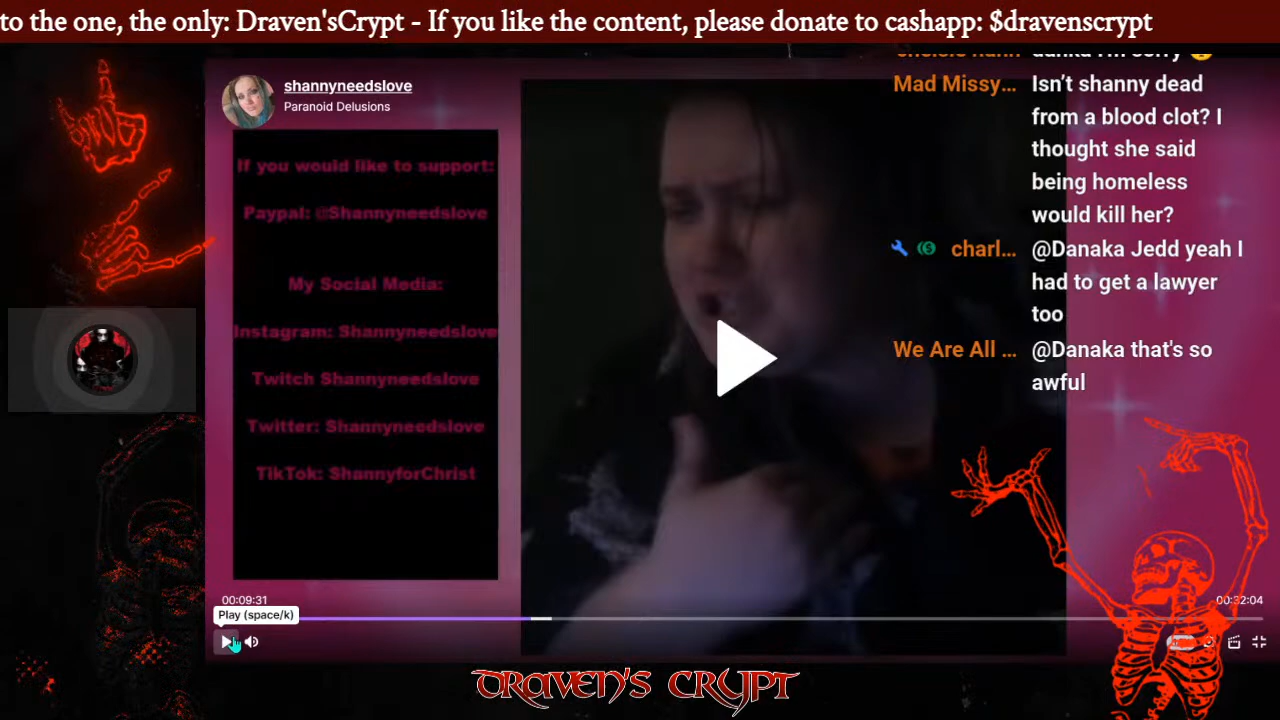 to the one, the only: Draven'sCrypt - If you like the content, please donate to cashapp: $dravenscrypt
shannyneedslove
Paranoid Delusions
If you would like to support:
Paypal: @Shannyneedslove
My Social Media:
Instagram: Shannyneedslove
Twitch Shannyneedslove
Twitter: Shannyneedslove
TikTok: ShannyforChrist
Mad Missy… Isn’t shanny dead
from a blood clot? I
thought she said
being homeless
would kill her?
charl… @Danaka Jedd yeah I
had to get a lawyer
too
We Are All … @Danaka that's so
awful
00:09:31
00:32:04
Play (space/k)
DRAVEN'S CRYPT